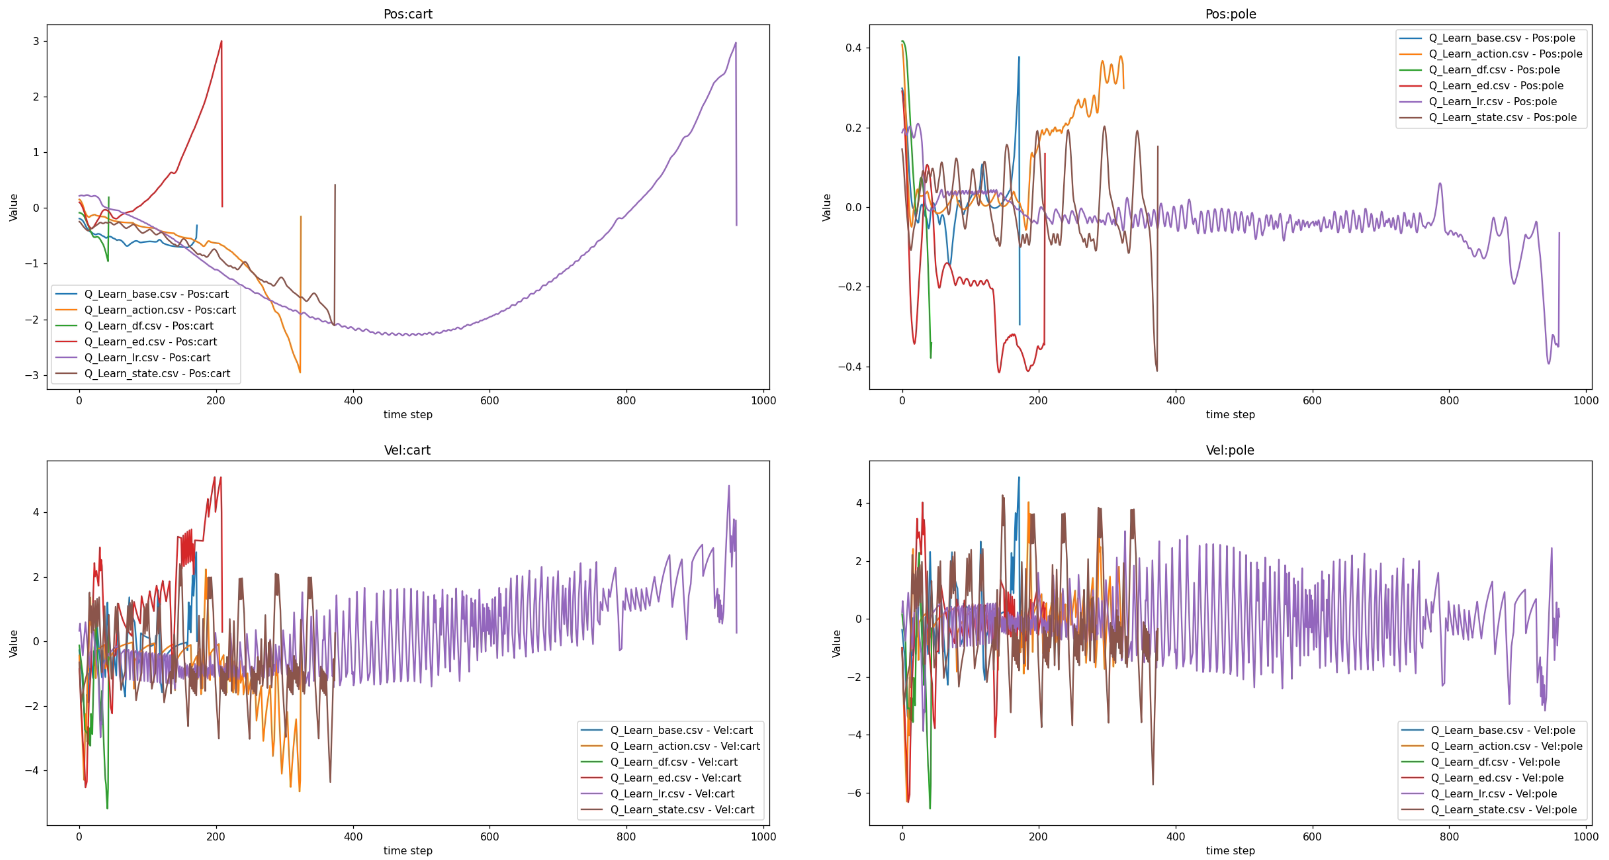 Pos:cart
3
2
1
0
−1
−2
−3
Value
Q_Learn_base.csv - Pos:cart
Q_Learn_action.csv - Pos:cart
Q_Learn_df.csv - Pos:cart
Q_Learn_ed.csv - Pos:cart
Q_Learn_lr.csv - Pos:cart
Q_Learn_state.csv - Pos:cart
0 200 400 600 800 1000
time step
Pos:pole
0.4
0.2
0.0
−0.2
−0.4
Value
Q_Learn_base.csv - Pos:pole
Q_Learn_action.csv - Pos:pole
Q_Learn_df.csv - Pos:pole
Q_Learn_ed.csv - Pos:pole
Q_Learn_lr.csv - Pos:pole
Q_Learn_state.csv - Pos:pole
0 200 400 600 800 1000
time step
Vel:cart
4
2
0
−2
−4
Value
Q_Learn_base.csv - Vel:cart
Q_Learn_action.csv - Vel:cart
Q_Learn_df.csv - Vel:cart
Q_Learn_ed.csv - Vel:cart
Q_Learn_lr.csv - Vel:cart
Q_Learn_state.csv - Vel:cart
0 200 400 600 800 1000
time step
Vel:pole
4
2
0
−2
−4
−6
Value
Q_Learn_base.csv - Vel:pole
Q_Learn_action.csv - Vel:pole
Q_Learn_df.csv - Vel:pole
Q_Learn_ed.csv - Vel:pole
Q_Learn_lr.csv - Vel:pole
Q_Learn_state.csv - Vel:pole
0 200 400 600 800 1000
time step